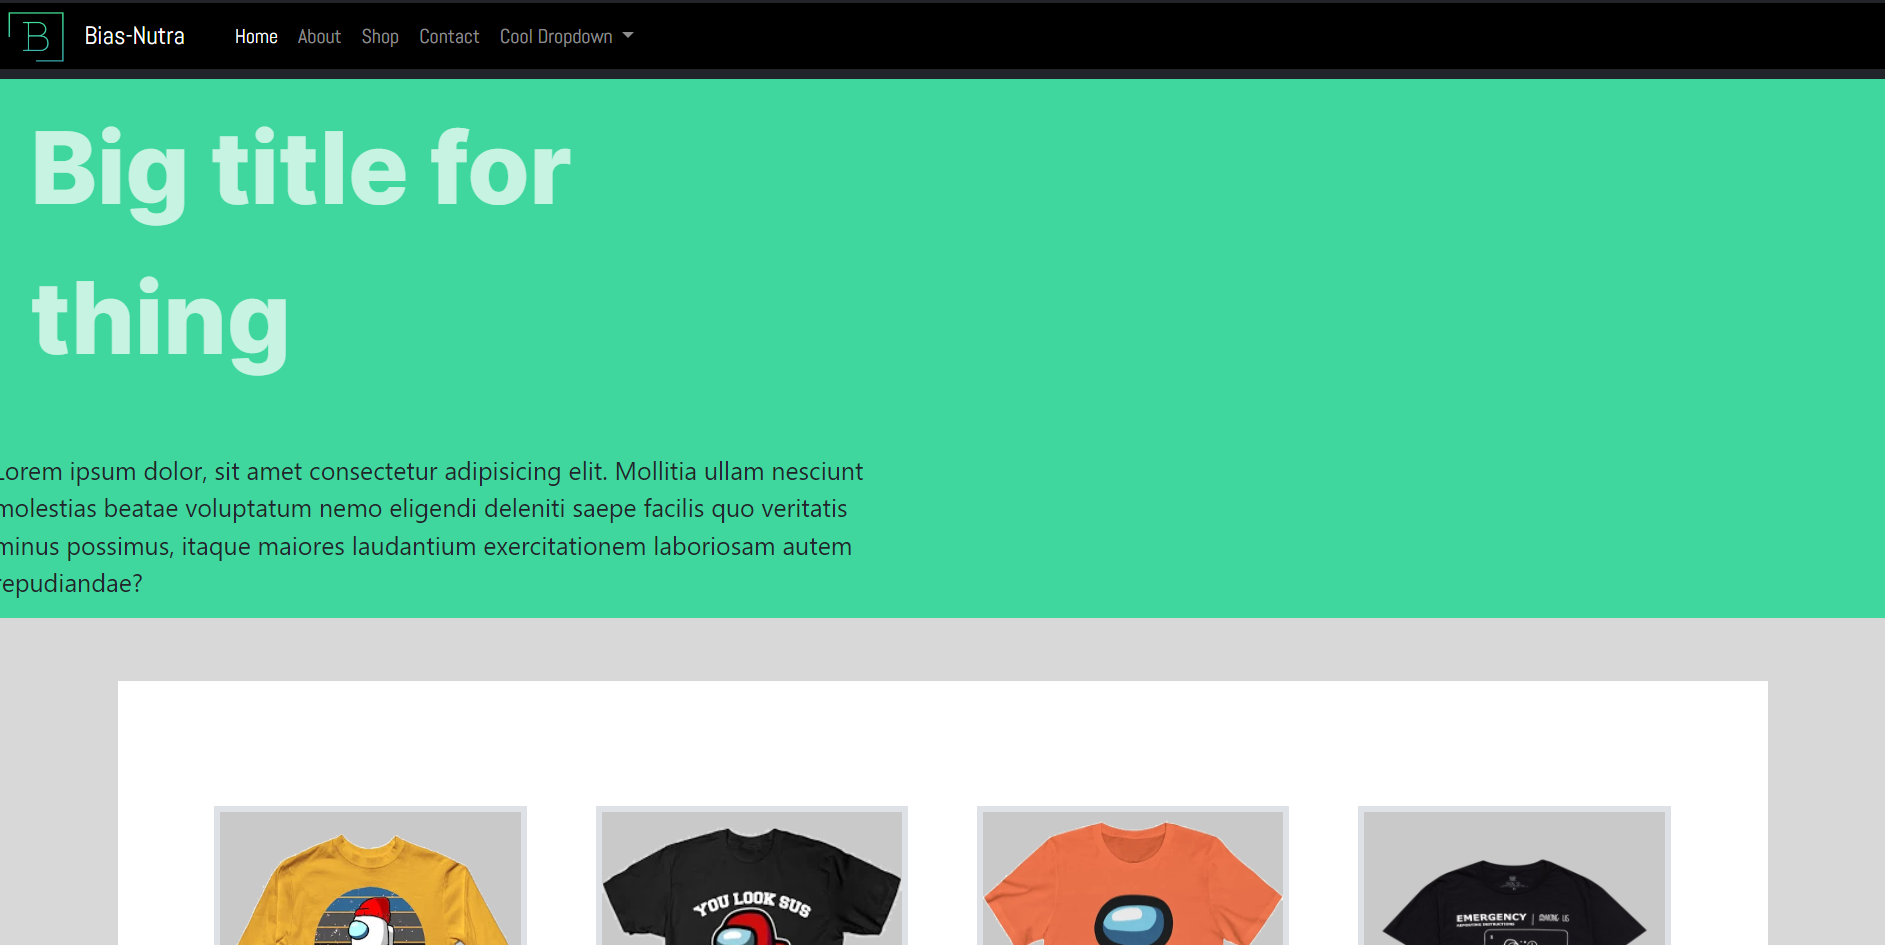 B Bias-Nutra Home About Shop Contact Cool Dropdown
Big title for
thing
Lorem ipsum dolor, sit amet consectetur adipisicing elit. Mollitia ullam nesciunt
molestias beatae voluptatum nemo eligendi deleniti saepe facilis quo veritatis
minus possimus, itaque maiores laudantium exercitationem laboriosam autem
repudiandae?
YOU LOOK SUS
EMERGENCY | AMONG US